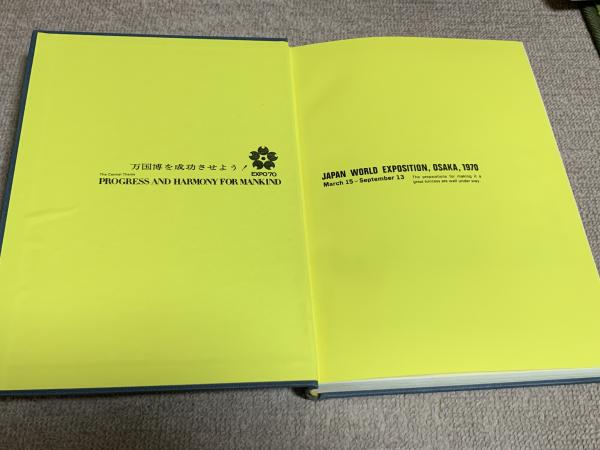 万国博を成功させよう!
EXPO'70
The Central Theme
PROGRESS AND HARMONY FOR MANKIND
JAPAN WORLD EXPOSITION, OSAKA, 1970
March 15–September 13
The preparations for making it a
great success are well under way.